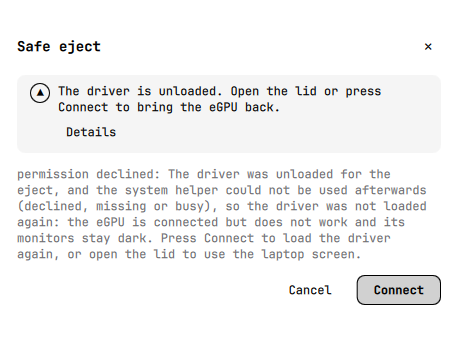 Safe eject
×
The driver is unloaded. Open the lid or press
Connect to bring the eGPU back.
Details
permission declined: The driver was unloaded for the
eject, and the system helper could not be used afterwards
(declined, missing or busy), so the driver was not loaded
again: the eGPU is connected but does not work and its
monitors stay dark. Press Connect to load the driver
again, or open the lid to use the laptop screen.
Cancel
Connect